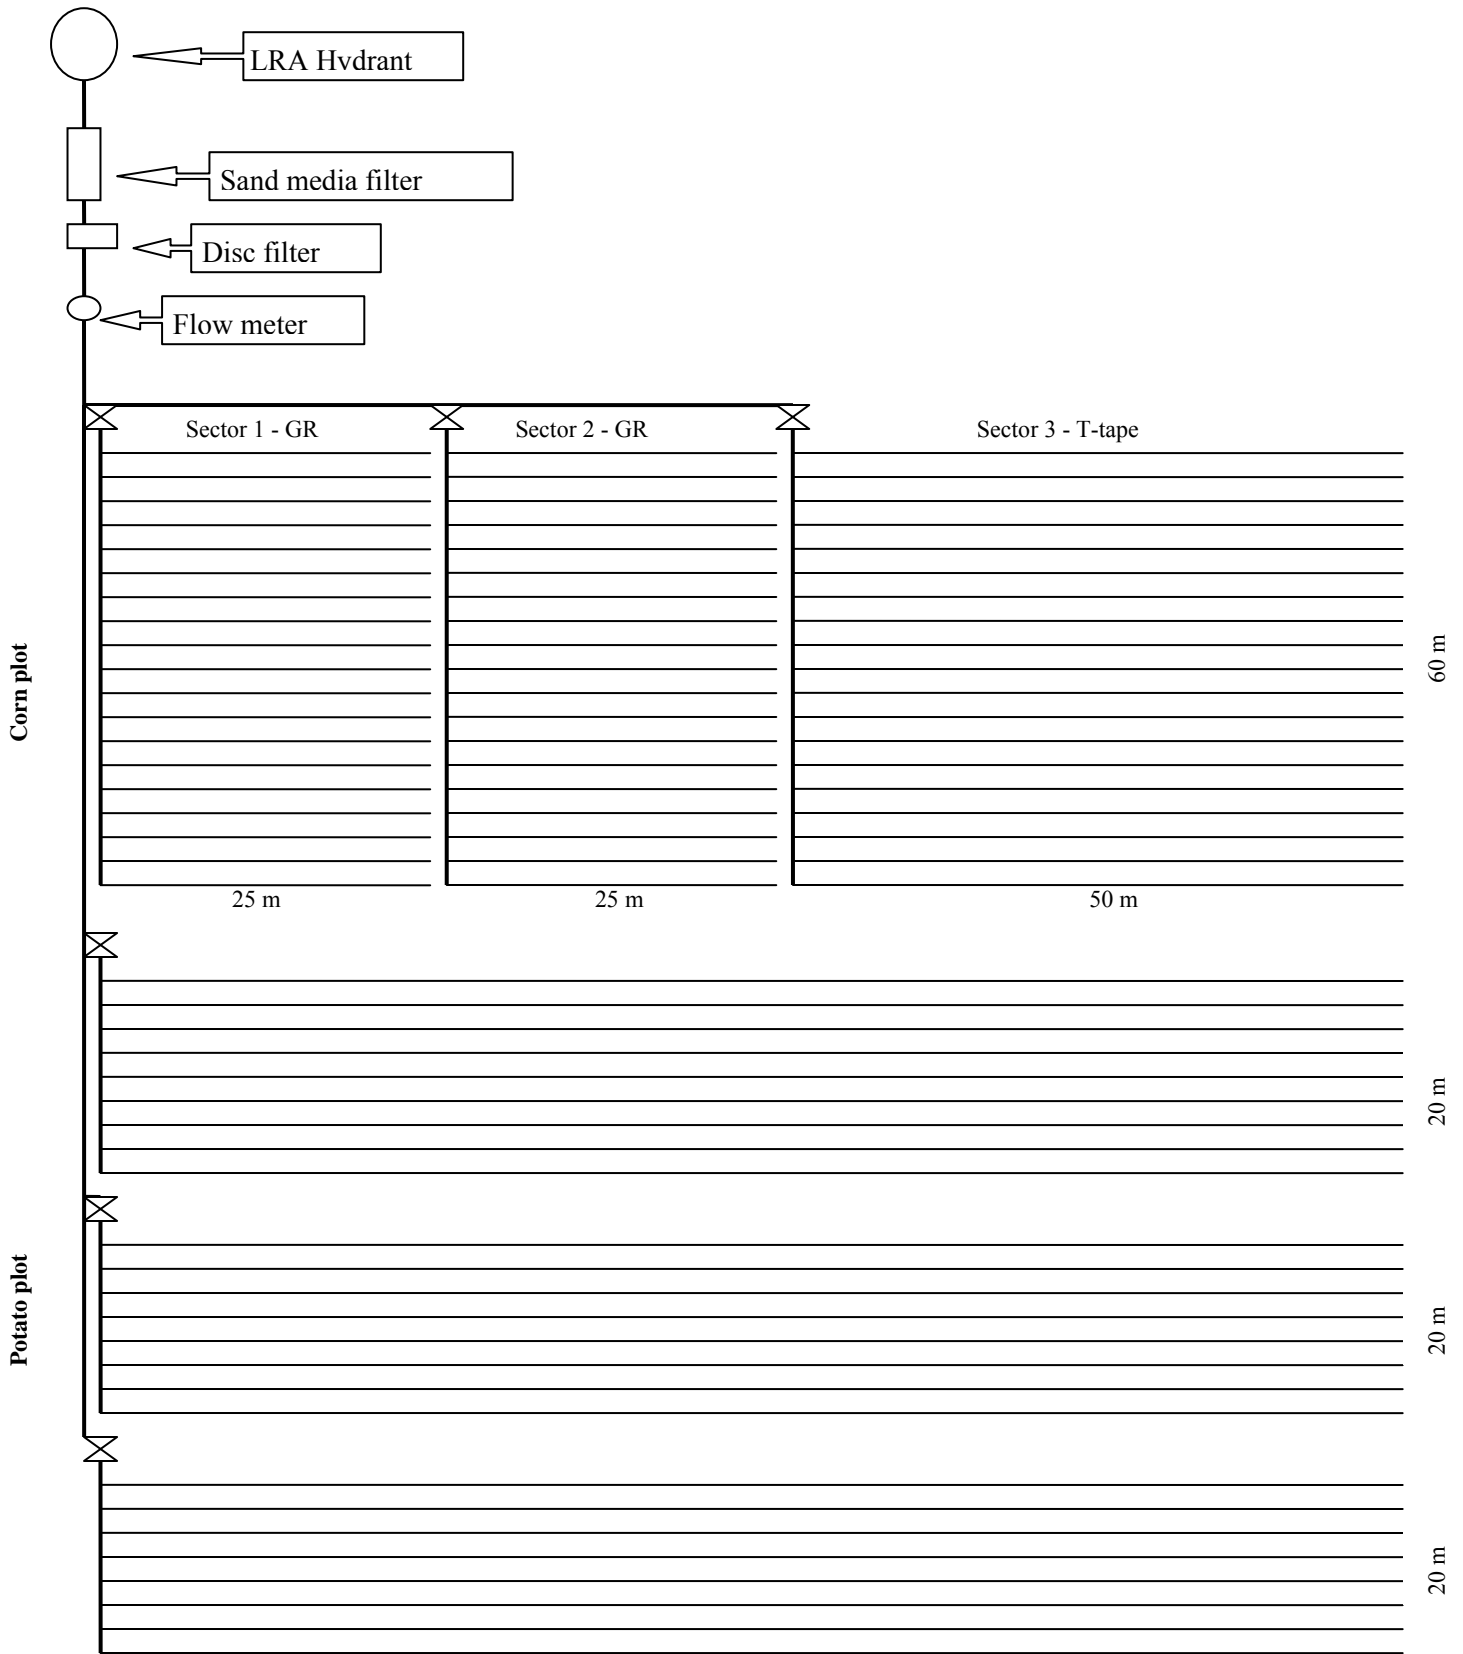 LRA Hvdrant
Sand media filter
Disc filter
Flow meter
Sector 1 - GR
Sector 2 - GR
Sector 3 - T-tape
Corn plot
60 m
25 m
25 m
50 m
20 m
Potato plot
20 m
20 m